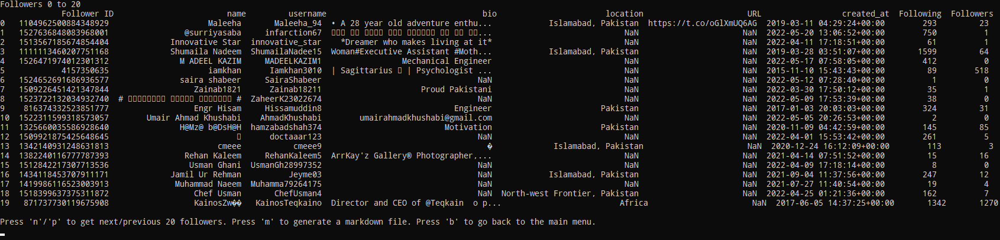 Followers 0 to 20
Follower ID name username bio location URL created_at Following Followers
0 1104962500884348929 Maleeha Maleeha_94 • A 28 year old adventure enthu... Islamabad, Pakistan https://t.co/oGlXmUQ6AG 2019-03-11 04:29:24+00:00 293 23
1 1527636848083968001 @surriyasaba infarction67 ... NaN NaN 2022-05-20 13:06:52+00:00 750 1
2 1513567185674854404 Innovative Star innovative_star *Dreamer who makes living at it* NaN NaN 2022-04-11 17:18:51+00:00 61 1
3 1111113460207751168 Shumaila Nadeem ShumailaNadee15 Woman#Executive Assistant #Moth... Islamabad, Pakistan NaN 2019-03-28 03:51:07+00:00 1599 64
4 1526471974012301312 M ADEEL KAZIM MADEELKAZIM1 Mechanical Engineer NaN NaN 2022-05-17 07:58:05+00:00 412 0
5 4157350635 iamkhan Iamkhan3010 | Sagittarius | Psychologist ... NaN NaN 2015-11-10 15:43:43+00:00 89 518
6 1524652691686936577 saira shabeer SairaShabeer NaN NaN NaN 2022-05-12 07:28:40+00:00 1 0
7 1509226451421347844 Zainab1821 Zainab18211 Proud Pakistani NaN NaN 2022-03-30 17:50:12+00:00 35 1
8 1523722132034932740 # # ZaheerK23022674 NaN NaN NaN 2022-05-09 17:53:39+00:00 38 0
9 816374332523851777 Engr Hisam Hissamuddin8 Engineer Pakistan NaN 2017-01-03 20:03:03+00:00 324 31
10 1522311599318573057 Umair Ahmad Khushabi AhmadKhushabi umairahmadkhushabi@gmail.com NaN NaN 2022-05-05 20:26:53+00:00 2 0
11 1325660035586928640 H@Mz@ b@DsH@H hamzabadshah374 Motivation Pakistan NaN 2020-11-09 04:42:59+00:00 145 85
12 1509921875425648645 doctaaar123 NaN NaN NaN 2022-04-01 15:53:42+00:00 261 5
13 1342140931248631813 cmeee cmeee9 � Islamabad, Pakistan NaN 2020-12-24 16:12:09+00:00 113 3
14 1382240116777787393 Rehan Kaleem RehanKaleem5 ArrKay'z Gallery® Photographer,... NaN NaN 2021-04-14 07:51:52+00:00 15 16
15 1512842217307713536 Usman Ghani UsmanGh28997352 NaN NaN NaN 2022-04-09 17:18:14+00:00 8 0
16 1434118453707911171 Jamil Ur Rehman Jeyme03 NaN Islamabad, Pakistan NaN 2021-09-04 11:37:56+00:00 247 12
17 1419986116523003913 Muhammad Naeem Muhamma79264175 NaN NaN NaN 2021-07-27 11:40:54+00:00 19 4
18 1518399637375311872 Chef Usman ChefUsman4 NaN North-west Frontier, Pakistan NaN 2022-04-25 01:21:36+00:00 162 7
19 871737730119675908 KainosZw�� KainosTeqkaino Director and CEO of @Teqkain o p... Africa NaN 2017-06-05 14:37:25+00:00 1342 1270
Press 'n'/'p' to get next/previous 20 followers. Press 'm' to generate a markdown file. Press 'b' to go back to the main menu.